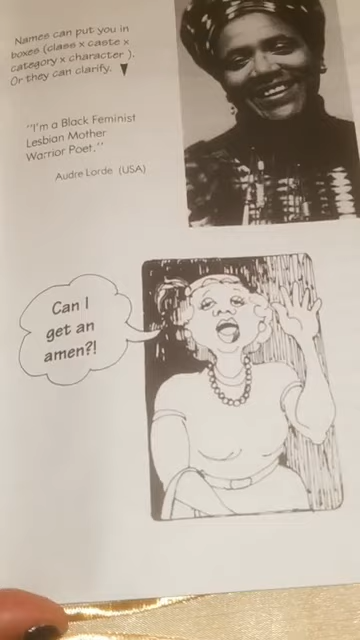 Names can put you in
boxes (class x caste x
category x character ).
Or they can clarify.
"I'm a Black Feminist
Lesbian Mother
Warrior Poet."
Audre Lorde (USA)
Can I
get an
amen?!